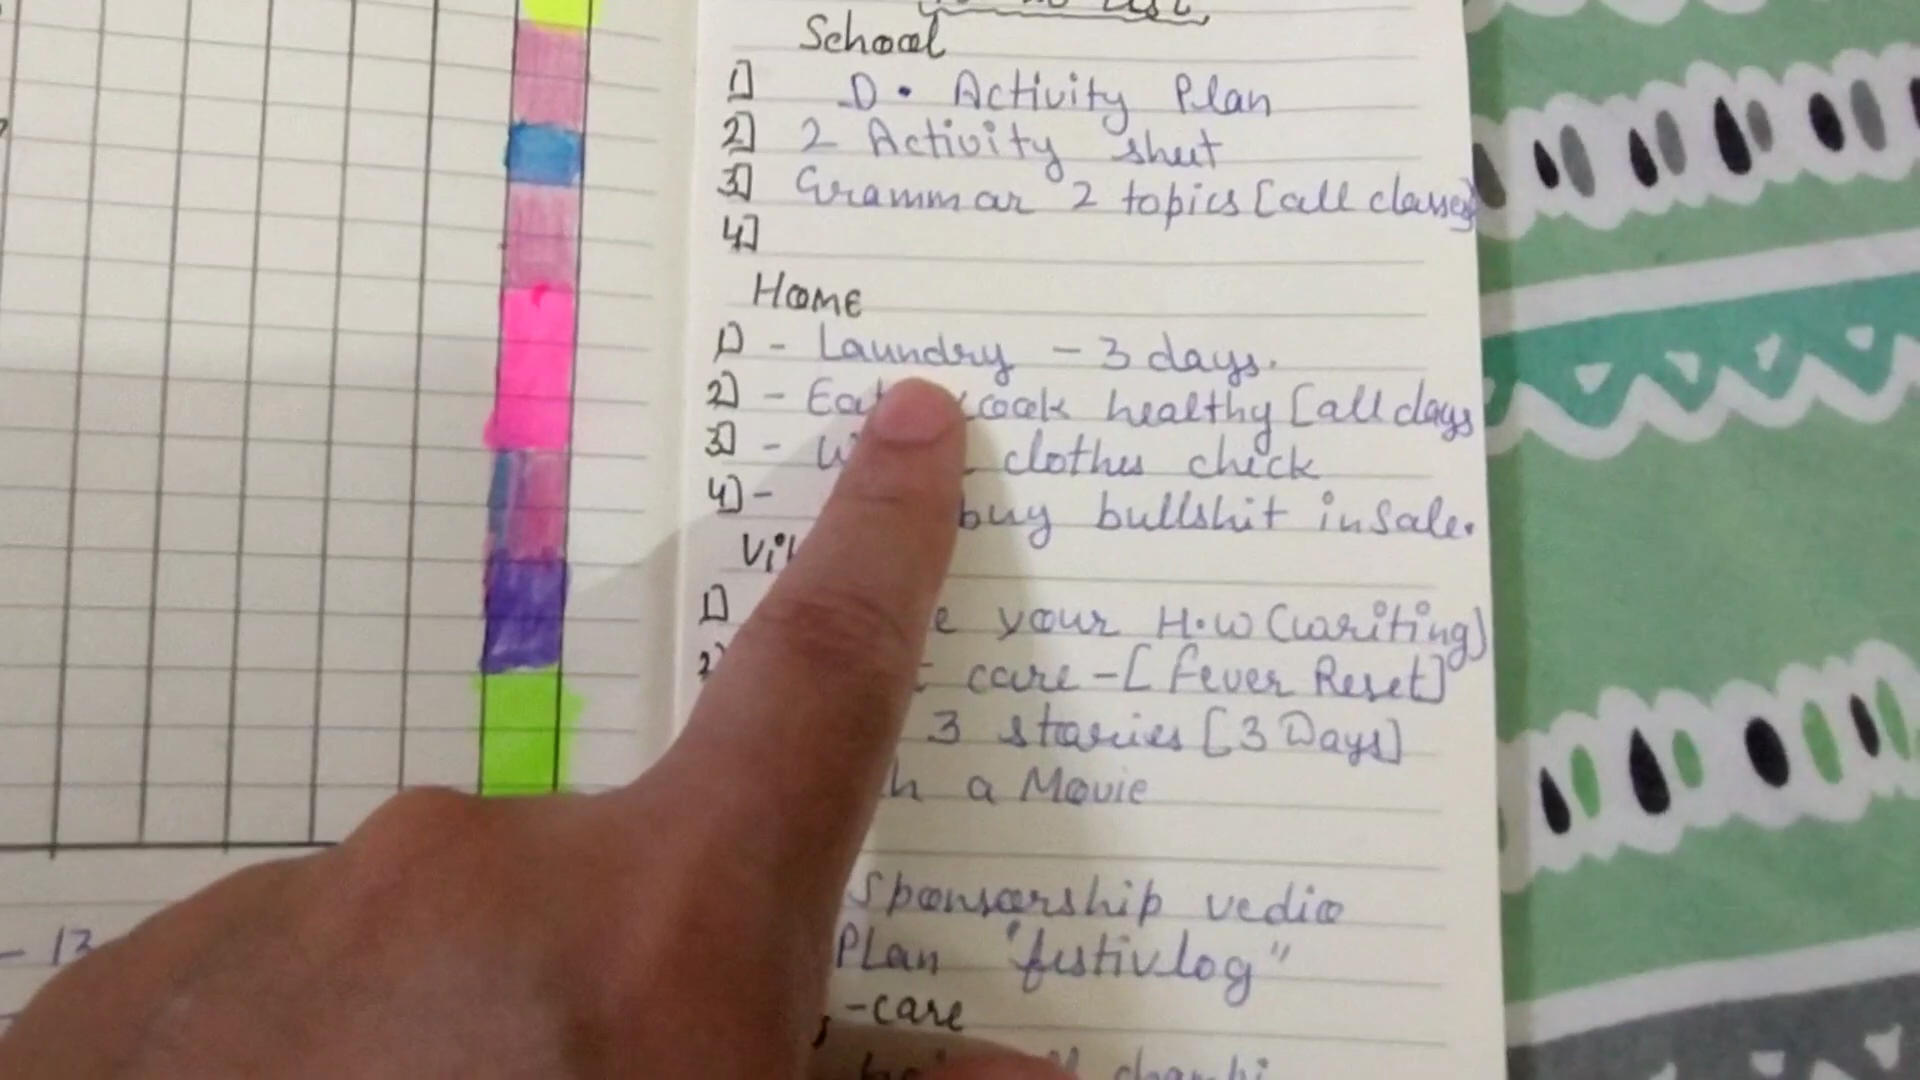 School
1] D. Activity Plan
2] 2 Activity sheet
3] Grammar 2 topics [all classes]
4]
Home
1) - Laundry - 3 days.
2) - Eat cook healthy [all days
3) - clothes check
4) - buy bullshit in sale.
1) your H.W (writing)
2) care - [Fever Reset]
3 stories [3 Days]
a Movie
Sponsorship vedio
Plan "festivlog"
-care
- 13